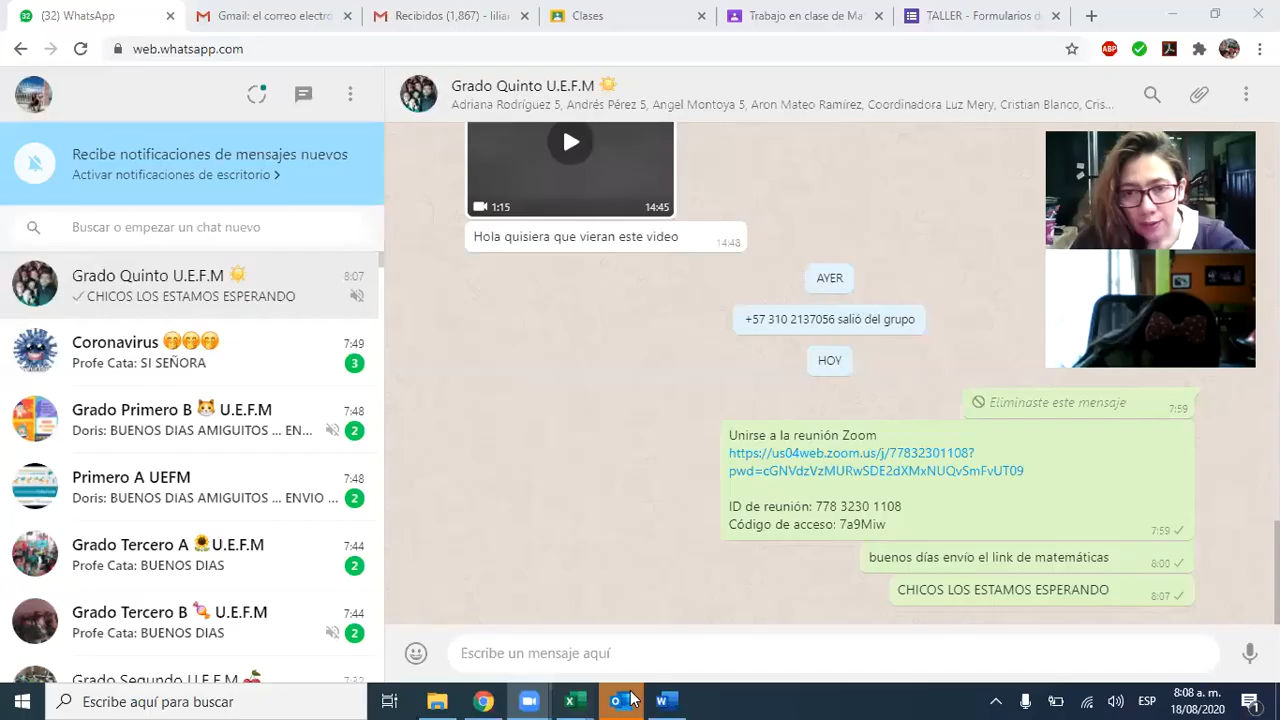 (32) WhatsApp
Gmail: el correo electro
Recibidos (1,867) - lilia
Clases
Trabajo en clase de Ma
TALLER - Formularios d
web.whatsapp.com
ABP
Recibe notificaciones de mensajes nuevos
Activar notificaciones de escritorio >
Buscar o empezar un chat nuevo
Grado Quinto U.E.F.M
8:07
CHICOS LOS ESTAMOS ESPERANDO
Coronavirus
7:49
Profe Cata: SI SEÑORA
3
Grado Primero B U.E.F.M
7:48
Doris: BUENOS DIAS AMIGUITOS ... EN...
2
Primero A UEFM
7:48
Doris: BUENOS DIAS AMIGUITOS ... ENVIO ...
2
Grado Tercero A U.E.F.M
7:44
Profe Cata: BUENOS DIAS
2
Grado Tercero B U.E.F.M
7:44
Profe Cata: BUENOS DIAS
2
Grado Segundo U.E.F.M
7:32
Grado Quinto U.E.F.M
Adriana Rodríguez 5, Andrés Pérez 5, Angel Montoya 5, Aron Mateo Ramírez, Coordinadora Luz Mery, Cristian Blanco, Cris...
1:15
14:45
Hola quisiera que vieran este video
14:48
AYER
+57 310 2137056 salió del grupo
HOY
Eliminaste este mensaje
7:59
Unirse a la reunión Zoom
https://us04web.zoom.us/j/77832301108?
pwd=cGNVdzVzMURwSDE2dXMxNUQvSmFvUT09
ID de reunión: 778 3230 1108
Código de acceso: 7a9Miw
7:59
buenos días envío el link de matemáticas
8:00
CHICOS LOS ESTAMOS ESPERANDO
8:07
Escribe un mensaje aquí
Escribe aquí para buscar
ESP
8:08 a. m.
18/08/2020
1